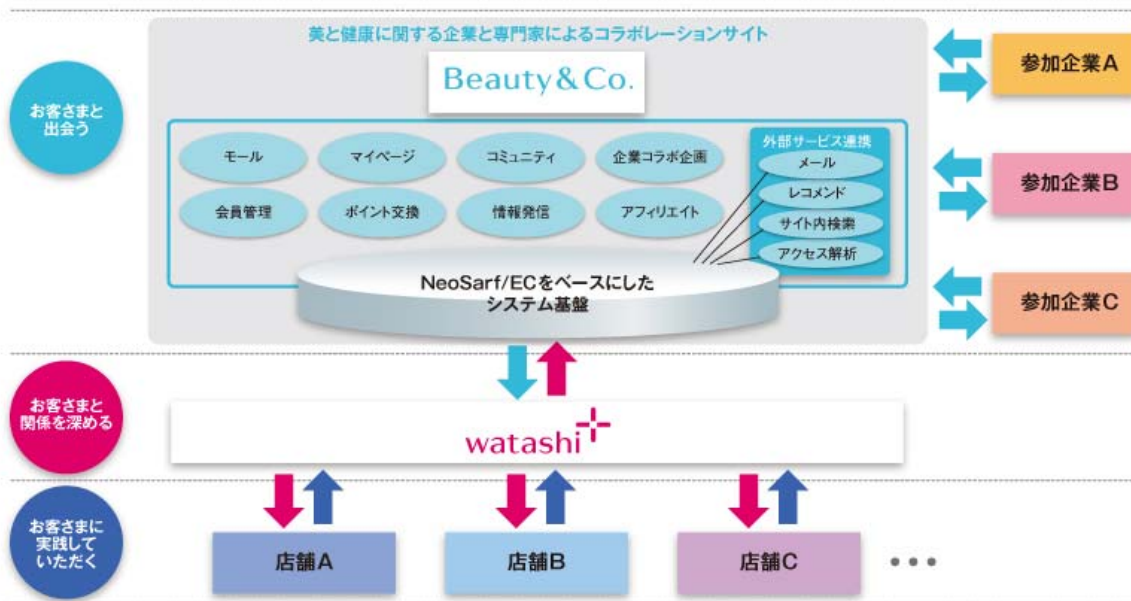 美と健康に関する企業と専門家によるコラボレーションサイト
Beauty&Co.
お客さまと
出会う
モール
マイページ
コミュニティ
企業コラボ企画
会員管理
ポイント交換
情報発信
アフィリエイト
外部サービス連携
メール
レコメンド
サイト内検索
アクセス解析
NeoSarf/ECをベースにした
システム基盤
参加企業A
参加企業B
参加企業C
お客さまと
関係を深める
watashi
お客さまに
実践して
いただく
店舗A
店舗B
店舗C
●●●